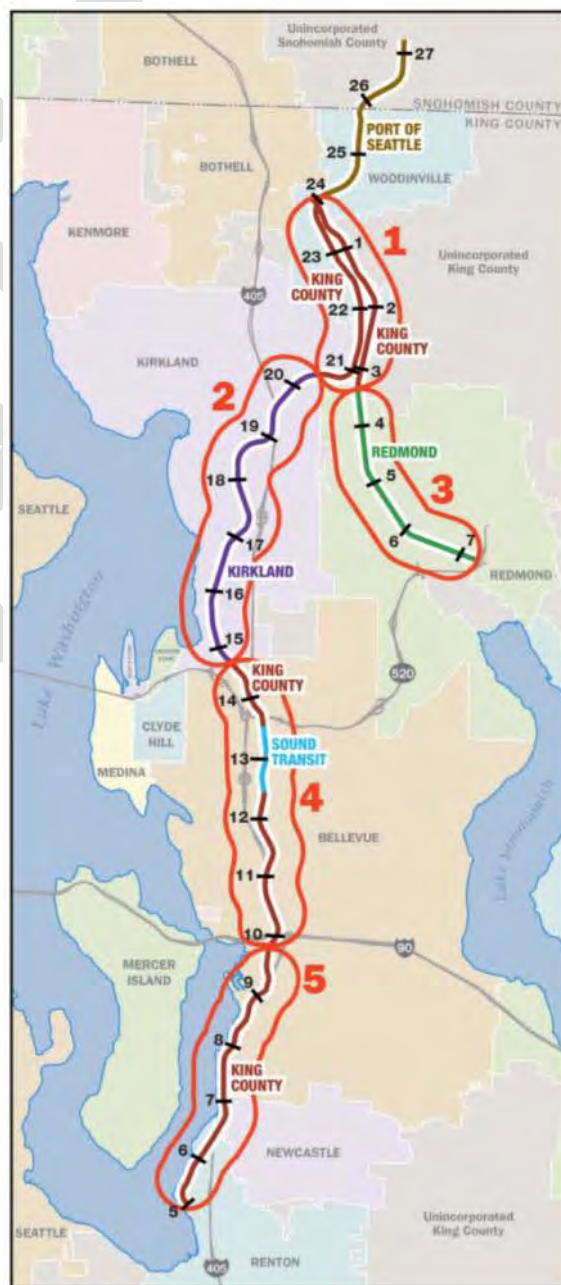 Unincorporated
Snohomish County
BOTHELL
27
26
SNOHOMISH COUNTY
KING COUNTY
PORT OF
SEATTLE
25
BOTHELL
WOODINVILLE
24
KENMORE
1
1
23
Unincorporated
King County
KING
COUNTY
405
22
2
KING
COUNTY
KIRKLAND
21
3
20
2
4
19
REDMOND
18
5
3
SEATTLE
17
6
7
KIRKLAND
REDMOND
16
15
Lake Washington
KING
COUNTY
520
14
CLYDE
HILL
SOUND
TRANSIT
13
MEDINA
4
12
BELLEVUE
Lake Sammamish
11
10
90
MERCER
ISLAND
5
9
8
KING
COUNTY
7
NEWCASTLE
6
5
Unincorporated
King County
SEATTLE
405
RENTON